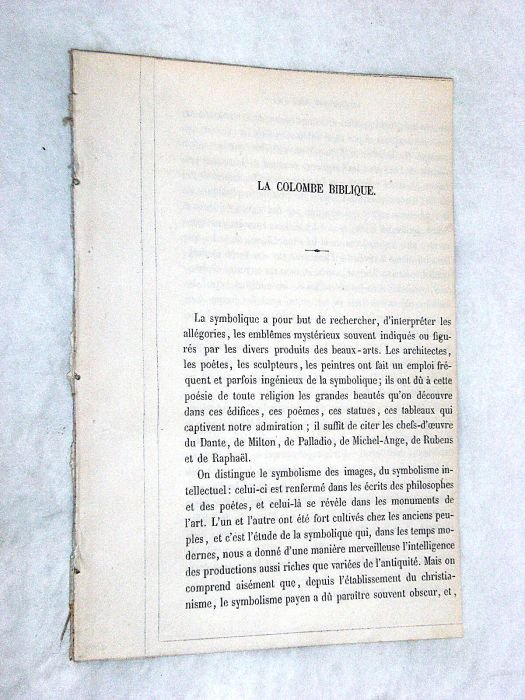 LA COLOMBE BIBLIQUE.
La symbolique a pour but de rechercher, d'interpréter les
allégories, les emblêmes mystérieux souvent indiqués ou figu-
rés par les divers produits des beaux-arts. Les architectes,
les poètes, les sculpteurs, les peintres ont fait un emploi fré-
quent et parfois ingénieux de la symbolique; ils ont dû à cette
poésie de toute religion les grandes beautés qu'on découvre
dans ces édifices, ces poèmes, ces statues, ces tableaux qui
captivent notre admiration; il suffit de citer les chefs-d'œuvre
du Dante, de Milton, de Palladio, de Michel-Ange, de Rubens
et de Raphaël.
On distingue le symbolisme des images, du symbolisme in-
tellectuel: celui-ci est renfermé dans les écrits des philosophes
et des poètes, et celui-là se révèle dans les monuments de
l'art. L'un et l'autre ont été fort cultivés chez les anciens peu-
ples, et c'est l'étude de la symbolique qui, dans les temps mo-
dernes, nous a donné d'une manière merveilleuse l'intelligence
des productions aussi riches que variées de l'antiquité. Mais on
comprend aisément que, depuis l'établissement du christia-
nisme, le symbolisme payen a dû paraître souvent obscur, et,